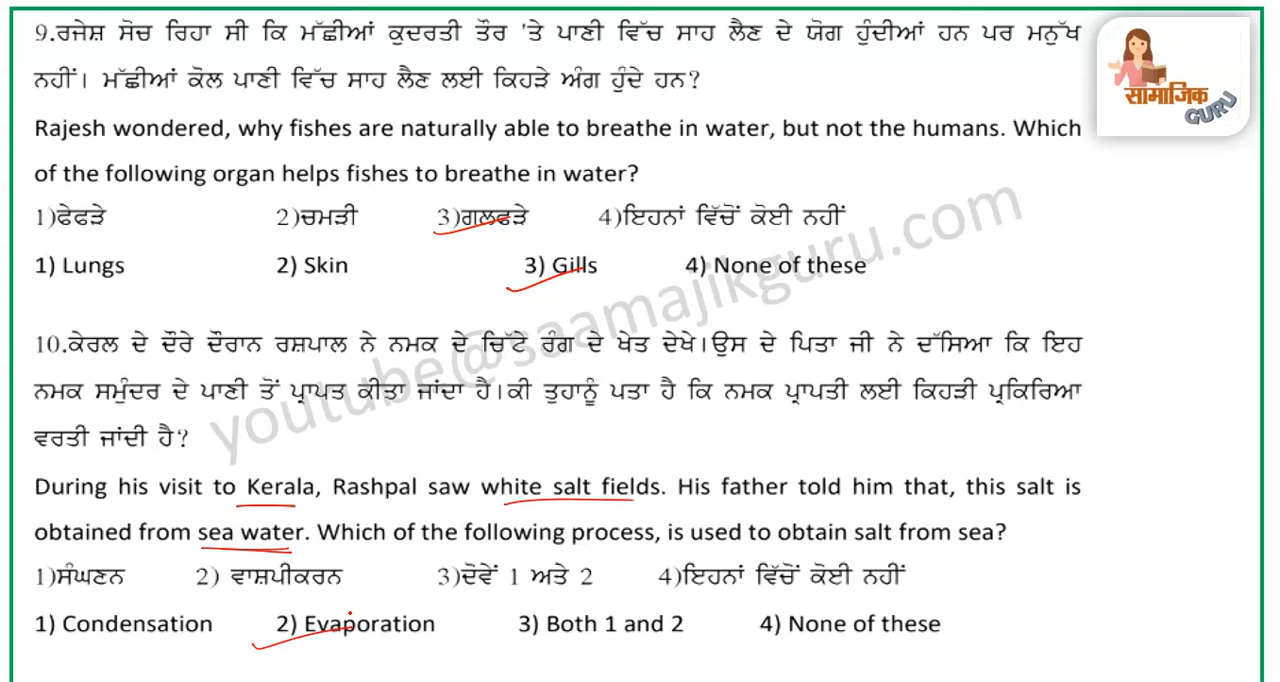 9.ਰਜੇਸ਼ ਸੋਚ ਰਿਹਾ ਸੀ ਕਿ ਮੱਛੀਆਂ ਕੁਦਰਤੀ ਤੌਰ 'ਤੇ ਪਾਣੀ ਵਿੱਚ ਸਾਹ ਲੈਣ ਦੇ ਯੋਗ ਹੁੰਦੀਆਂ ਹਨ ਪਰ ਮਨੁੱਖ
ਨਹੀਂ। ਮੱਛੀਆਂ ਕੋਲ ਪਾਣੀ ਵਿੱਚ ਸਾਹ ਲੈਣ ਲਈ ਕਿਹੜੇ ਅੰਗ ਹੁੰਦੇ ਹਨ?
Rajesh wondered, why fishes are naturally able to breathe in water, but not the humans. Which
of the following organ helps fishes to breathe in water?
1)ਫੇਫੜੇ 2)ਚਮੜੀ 3)ਗਲਫੜੇ 4)ਇਹਨਾਂ ਵਿੱਚੋਂ ਕੋਈ ਨਹੀਂ
1) Lungs 2) Skin 3) Gills 4) None of these
10.ਕੇਰਲ ਦੇ ਦੌਰੇ ਦੌਰਾਨ ਰਸ਼ਪਾਲ ਨੇ ਨਮਕ ਦੇ ਚਿੱਟੇ ਰੰਗ ਦੇ ਖੇਤ ਦੇਖੇ।ਉਸ ਦੇ ਪਿਤਾ ਜੀ ਨੇ ਦੱਸਿਆ ਕਿ ਇਹ
ਨਮਕ ਸਮੁੰਦਰ ਦੇ ਪਾਣੀ ਤੋਂ ਪ੍ਰਾਪਤ ਕੀਤਾ ਜਾਂਦਾ ਹੈ।ਕੀ ਤੁਹਾਨੂੰ ਪਤਾ ਹੈ ਕਿ ਨਮਕ ਪ੍ਰਾਪਤੀ ਲਈ ਕਿਹੜੀ ਪ੍ਰਕਿਰਿਆ
ਵਰਤੀ ਜਾਂਦੀ ਹੈ?
During his visit to Kerala, Rashpal saw white salt fields. His father told him that, this salt is
obtained from sea water. Which of the following process, is used to obtain salt from sea?
1)ਸੰਘਣਨ 2) ਵਾਸ਼ਪੀਕਰਨ 3)ਦੋਵੇਂ 1 ਅਤੇ 2 4)ਇਹਨਾਂ ਵਿੱਚੋਂ ਕੋਈ ਨਹੀਂ
1) Condensation 2) Evaporation 3) Both 1 and 2 4) None of these
सामाजिक
GURU
youtube@saamajikguru.com